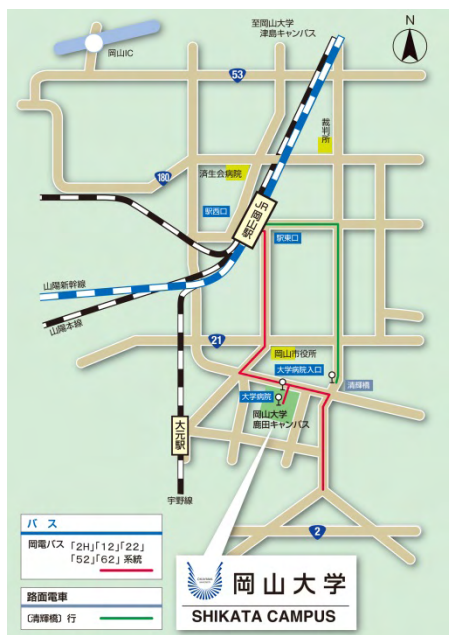 至岡山大学
津島キャンパス
N
岡山IC
53
裁判所
180
済生会病院
駅西口
JR岡山駅
駅東口
山陽新幹線
山陽本線
21
岡山市役所
大学病院入口
清輝橋
大学病院
岡山大学
鹿田キャンパス
大元駅
宇野線
2
バス
岡電バス 「2H」「12」「22」
「52」「62」系統
路面電車
〔清輝橋〕行
岡山大学
SHIKATA CAMPUS